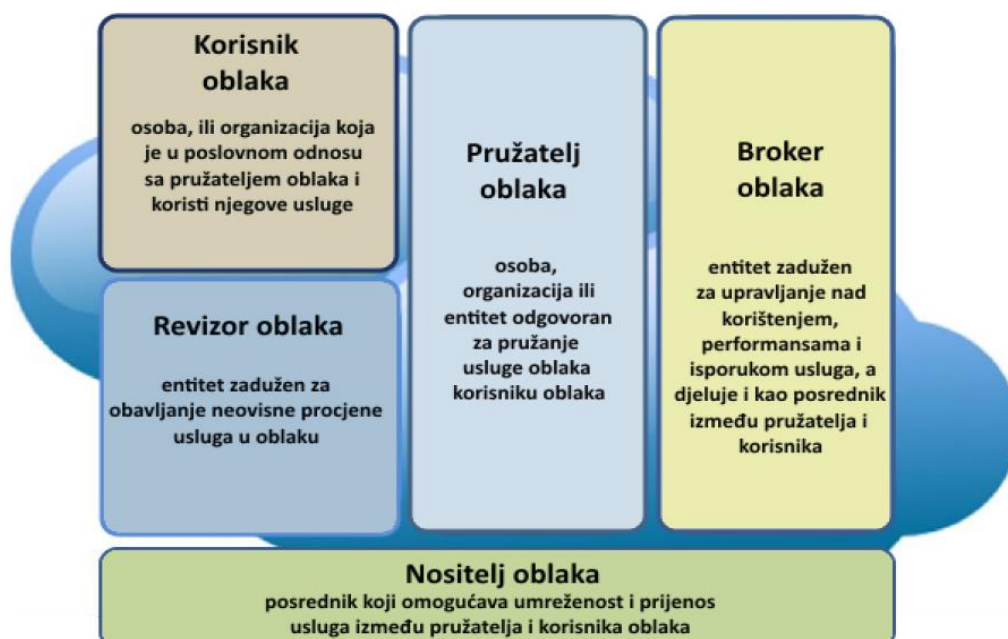 Korisnik
oblaka
osoba, ili organizacija koja
je u poslovnom odnosu
sa pružateljem oblaka i
koristi njegove usluge
Revizor oblaka
entitet zadužen za
obavljanje neovisne procjene
usluga u oblaku
Pružatelj
oblaka
osoba,
organizacija ili
entitet odgovoran
za pružanje
usluge oblaka
korisniku oblaka
Broker
oblaka
entitet zadužen
za upravljanje nad
korištenjem,
performansama i
isporukom usluga, a
djeluje i kao posrednik
između pružatelja i
korisnika
Nositelj oblaka
posrednik koji omogućava umreženost i prijenos
usluga između pružatelja i korisnika oblaka